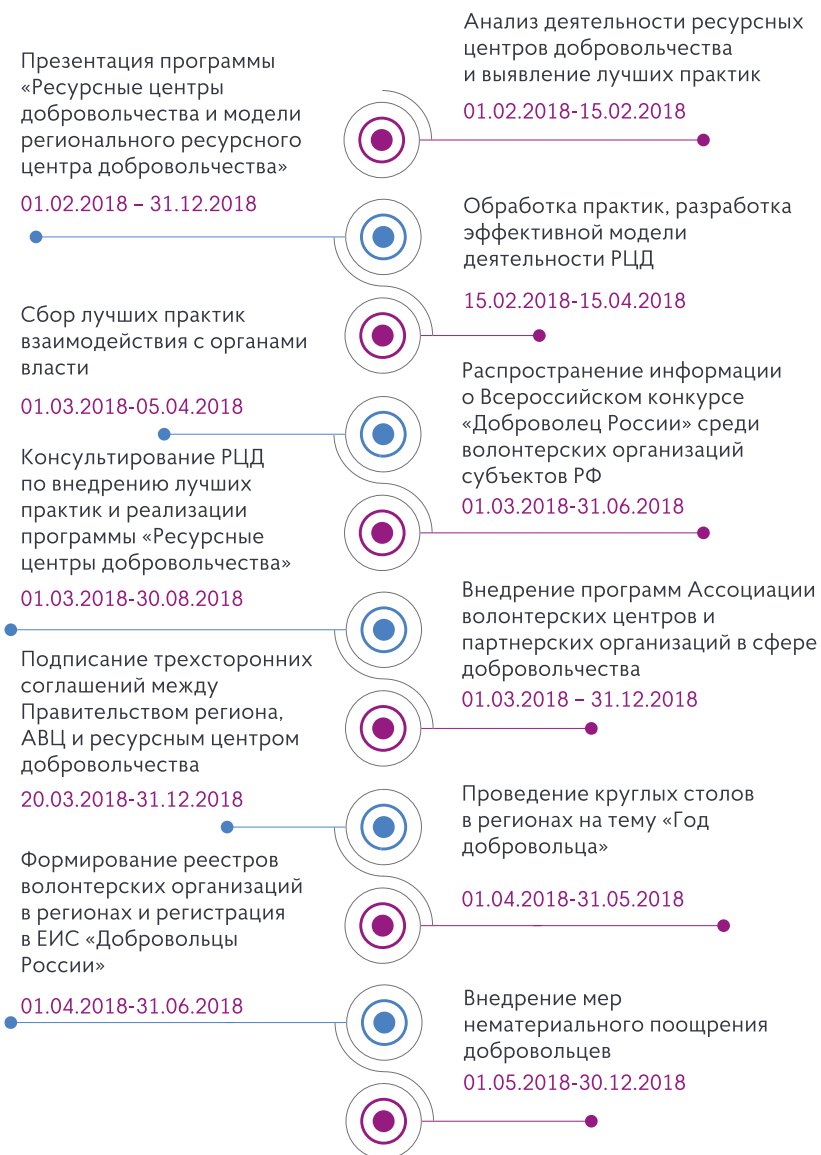 Анализ деятельности ресурсных
центров добровольчества
и выявление лучших практик
01.02.2018-15.02.2018
Презентация программы
«Ресурсные центры
добровольчества и модели
регионального ресурсного
центра добровольчества»
01.02.2018 – 31.12.2018
Обработка практик, разработка
эффективной модели
деятельности РЦД
15.02.2018-15.04.2018
Сбор лучших практик
взаимодействия с органами
власти
01.03.2018-05.04.2018
Распространение информации
о Всероссийском конкурсе
«Доброволец России» среди
волонтерских организаций
субъектов РФ
01.03.2018-31.06.2018
Консультирование РЦД
по внедрению лучших
практик и реализации
программы «Ресурсные
центры добровольчества»
01.03.2018-30.08.2018
Внедрение программ Ассоциации
волонтерских центров и
партнерских организаций в сфере
добровольчества
01.03.2018 – 31.12.2018
Подписание трехсторонних
соглашений между
Правительством региона,
АВЦ и ресурсным центром
добровольчества
20.03.2018-31.12.2018
Проведение круглых столов
в регионах на тему «Год
добровольца»
01.04.2018-31.05.2018
Формирование реестров
волонтерских организаций
в регионах и регистрация
в ЕИС «Добровольцы
России»
01.04.2018-31.06.2018
Внедрение мер
нематериального поощрения
добровольцев
01.05.2018-30.12.2018